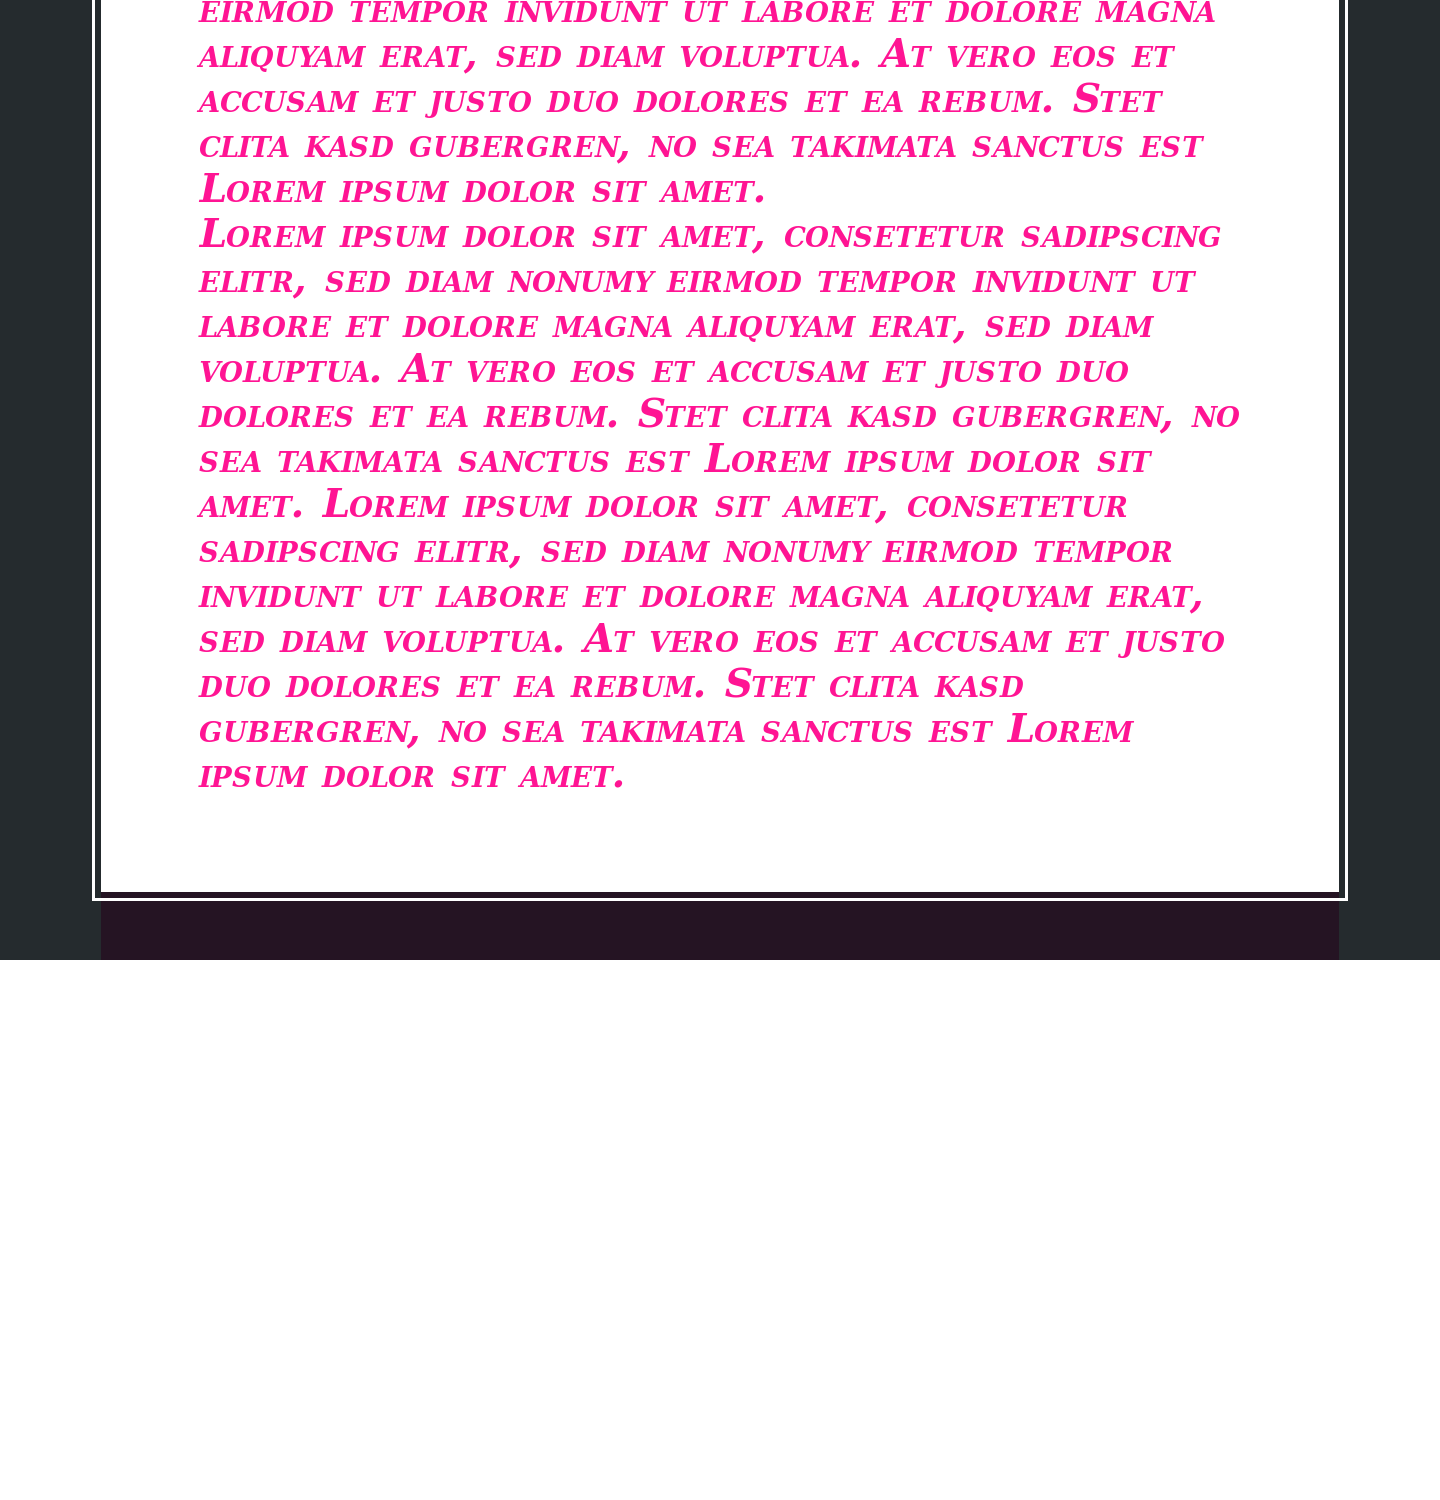 eirmod tempor invidunt ut labore et dolore magna
aliquyam erat, sed diam voluptua. At vero eos et
accusam et justo duo dolores et ea rebum. Stet
clita kasd gubergren, no sea takimata sanctus est
Lorem ipsum dolor sit amet.
Lorem ipsum dolor sit amet, consetetur sadipscing
elitr, sed diam nonumy eirmod tempor invidunt ut
labore et dolore magna aliquyam erat, sed diam
voluptua. At vero eos et accusam et justo duo
dolores et ea rebum. Stet clita kasd gubergren, no
sea takimata sanctus est Lorem ipsum dolor sit
amet. Lorem ipsum dolor sit amet, consetetur
sadipscing elitr, sed diam nonumy eirmod tempor
invidunt ut labore et dolore magna aliquyam erat,
sed diam voluptua. At vero eos et accusam et justo
duo dolores et ea rebum. Stet clita kasd
gubergren, no sea takimata sanctus est Lorem
ipsum dolor sit amet.